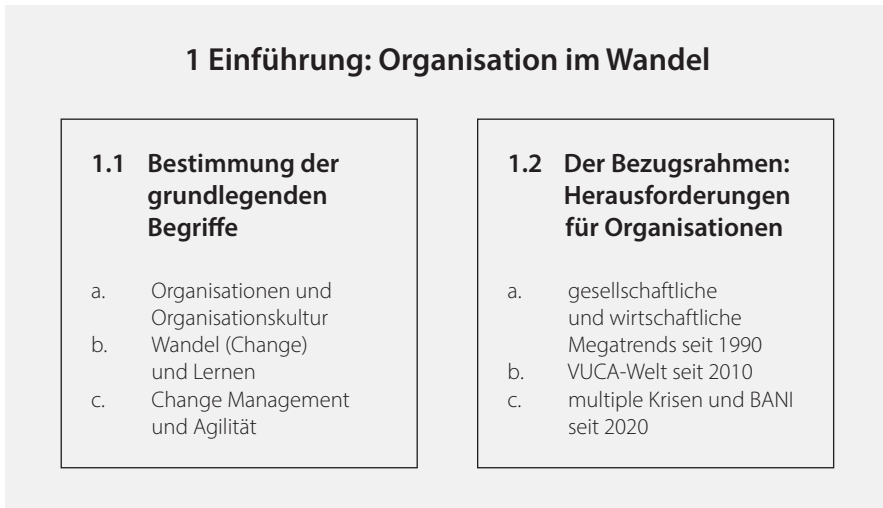 1 Einführung: Organisation im Wandel
1.1 Bestimmung der
grundlegenden
Begriffe
a. Organisationen und
Organisationskultur
b. Wandel (Change)
und Lernen
c. Change Management
und Agilität
1.2 Der Bezugsrahmen:
Herausforderungen
für Organisationen
a. gesellschaftliche
und wirtschaftliche
Megatrends seit 1990
b. VUCA-Welt seit 2010
c. multiple Krisen und BANI
seit 2020